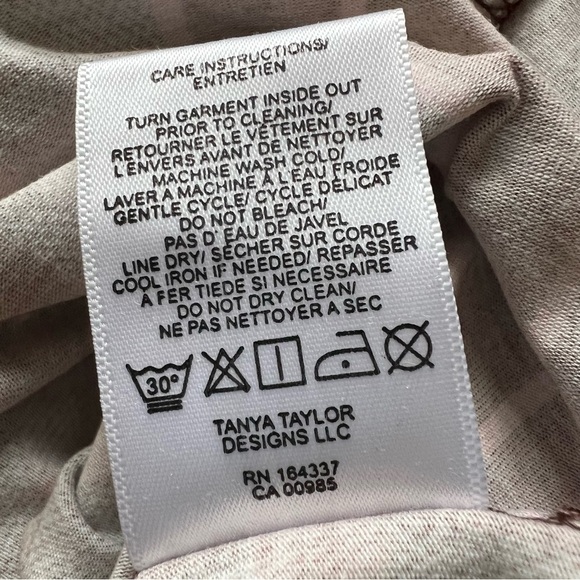 CARE INSTRUCTIONS/
ENTRETIEN
TURN GARMENT INSIDE OUT
PRIOR TO CLEANING/
RETOURNER LE VÊTEMENT SUR
L'ENVERS AVANT DE NETTOYER
MACHINE WASH COLD/
LAVER A MACHINE À L'EAU FROIDE
GENTLE CYCLE/ CYCLE DÉLICAT
DO NOT BLEACH/
PAS D'EAU DE JAVEL
LINE DRY/ SÉCHER SUR CORDE
COOL IRON IF NEEDED/ REPASSER
A FER TIEDE SI NECESSAIRE
DO NOT DRY CLEAN/
NE PAS NETTOYER A SEC
30°
TANYA TAYLOR
DESIGNS LLC
RN 164337
CA 00985